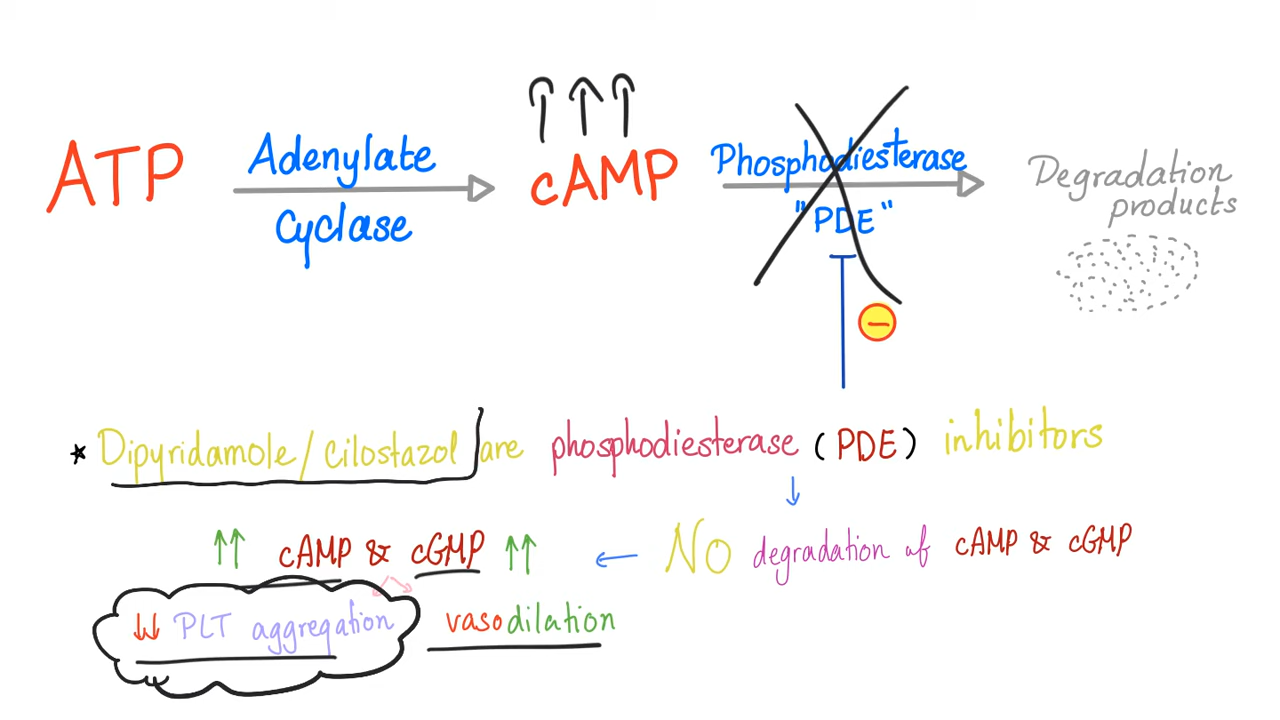 ATP
Adenylate
Cyclase
↑↑↑
cAMP
Phosphodiesterase
"PDE"
Degradation
products
−
* Dipyridamole/cilostazol are phosphodiesterase (PDE) inhibitors
↓
↑↑ cAMP & cGMP ↑↑ ← NO degradation of cAMP & cGMP
↓↓ PLT aggregation vasodilation